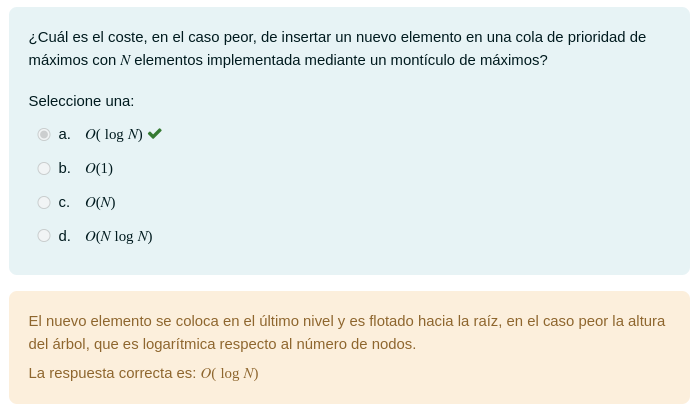 ¿Cuál es el coste, en el caso peor, de insertar un nuevo elemento en una cola de prioridad de
máximos con N elementos implementada mediante un montículo de máximos?
Seleccione una:
a. O( log N)
b. O(1)
c. O(N)
d. O(N log N)
El nuevo elemento se coloca en el último nivel y es flotado hacia la raíz, en el caso peor la altura
del árbol, que es logarítmica respecto al número de nodos.
La respuesta correcta es: O( log N)